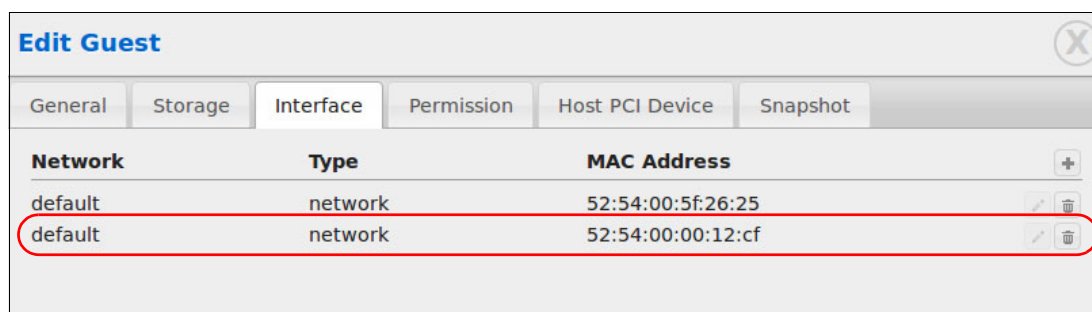 Edit Guest X
General Storage Interface Permission Host PCI Device Snapshot
Network Type MAC Address +
default network 52:54:00:5f:26:25
default network 52:54:00:00:12:cf